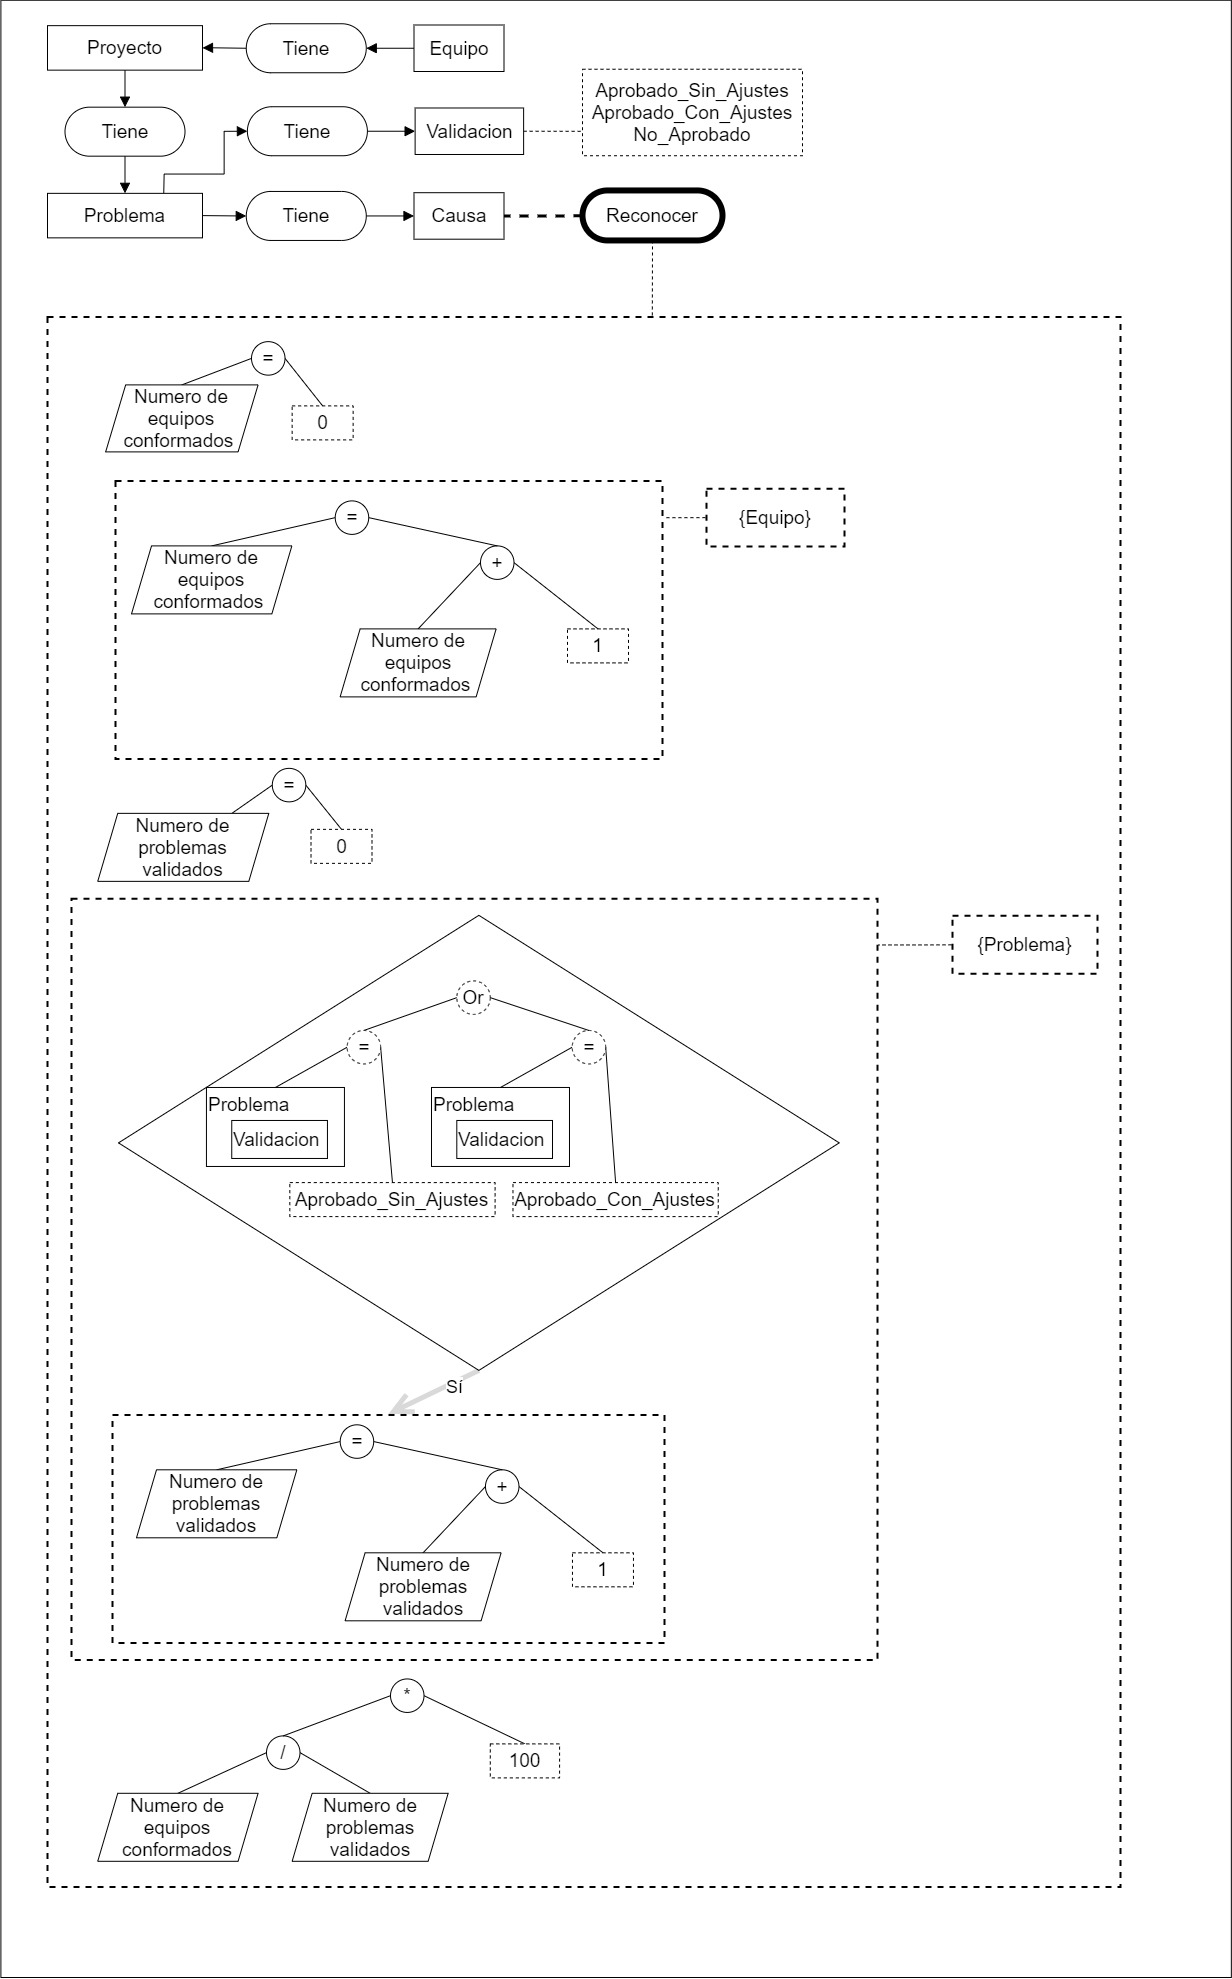 Proyecto
Tiene
Equipo
Aprobado_Sin_Ajustes
Aprobado_Con_Ajustes
No_Aprobado
Tiene
Tiene
Validacion
Problema
Tiene
Causa
Reconocer
=
Numero de
equipos
conformados
0
{Equipo}
=
Numero de
equipos
conformados
+
Numero de
equipos
conformados
1
=
Numero de
problemas
validados
0
{Problema}
Or
=
=
Problema
Validacion
Problema
Validacion
Aprobado_Sin_Ajustes
Aprobado_Con_Ajustes
Sí
=
Numero de
problemas
validados
+
Numero de
problemas
validados
1
*
/
100
Numero de
equipos
conformados
Numero de
problemas
validados